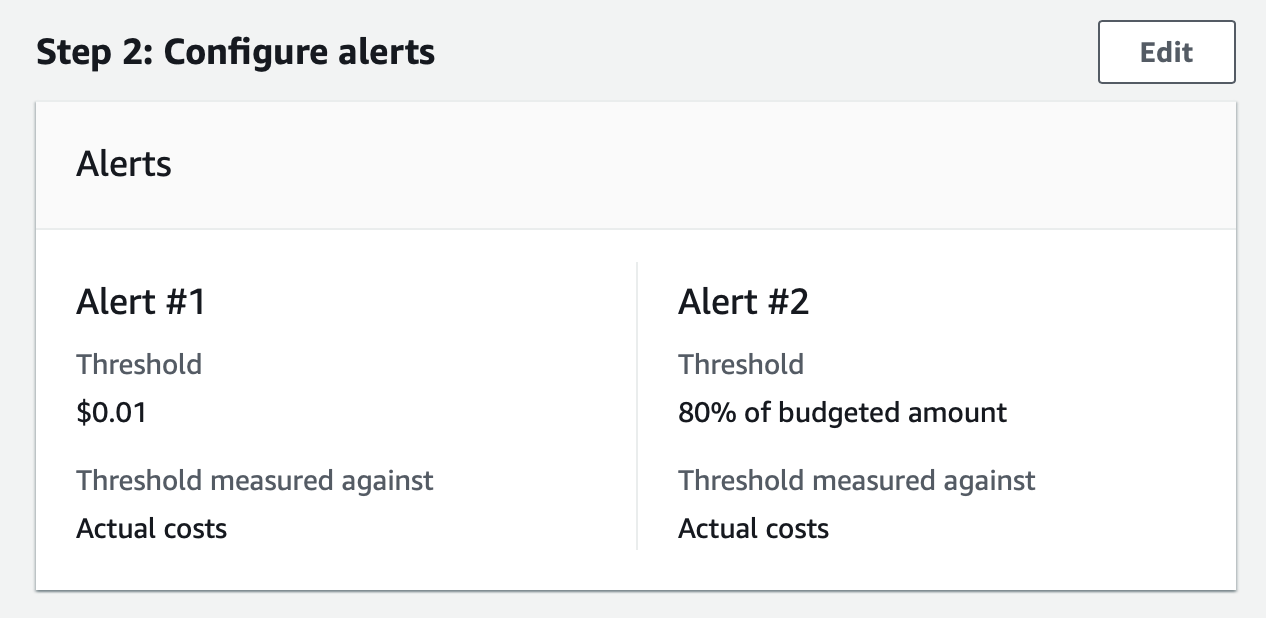 Step 2: Configure alerts
Edit
Alerts
Alert #1
Threshold
$0.01
Threshold measured against
Actual costs
Alert #2
Threshold
80% of budgeted amount
Threshold measured against
Actual costs